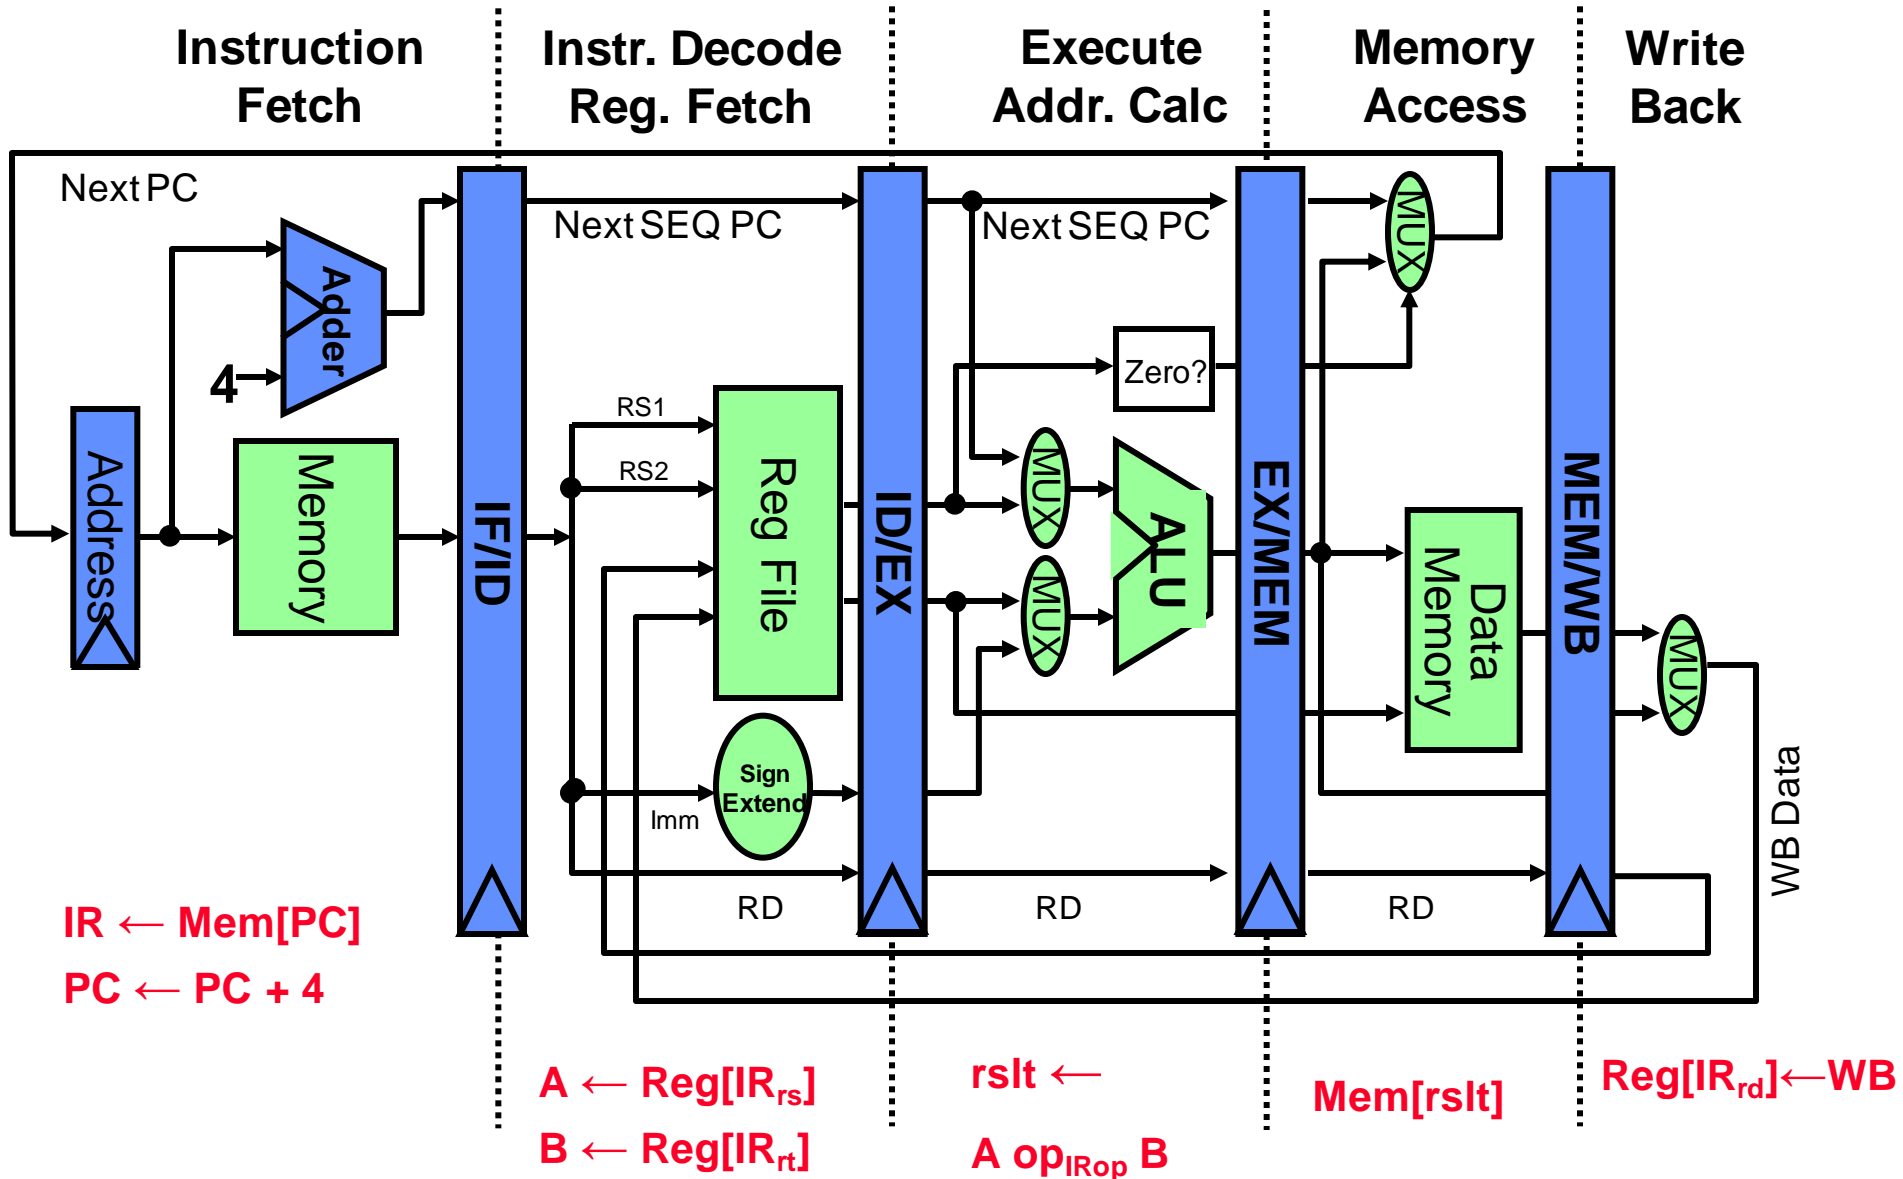 Instruction
Fetch
Instr. Decode
Reg. Fetch
Execute
Addr. Calc
Memory
Access
Write
Back
Next PC
Next SEQ PC
Next SEQ PC
Adder
4
Address
Memory
IF/ID
RS1
RS2
Reg File
Imm
Sign
Extend
RD
ID/EX
Zero?
MUX
MUX
ALU
RD
EX/MEM
MUX
Data
Memory
RD
MEM/WB
MUX
WB Data
IR ← Mem[PC]
PC ← PC + 4
A ← Reg[IRrs]
B ← Reg[IRrt]
rslt ←
A opIRop B
Mem[rslt]
Reg[IRrd]←WB